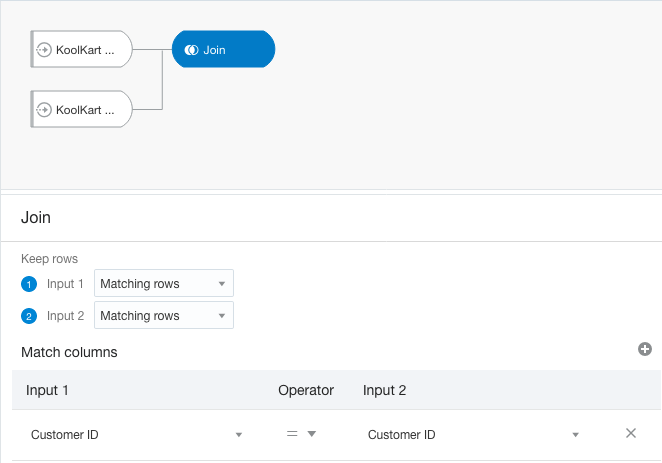 KoolKart ...
Join
KoolKart ...
Join
Keep rows
1 Input 1 Matching rows
2 Input 2 Matching rows
Match columns
Input 1 Operator Input 2
Customer ID = Customer ID